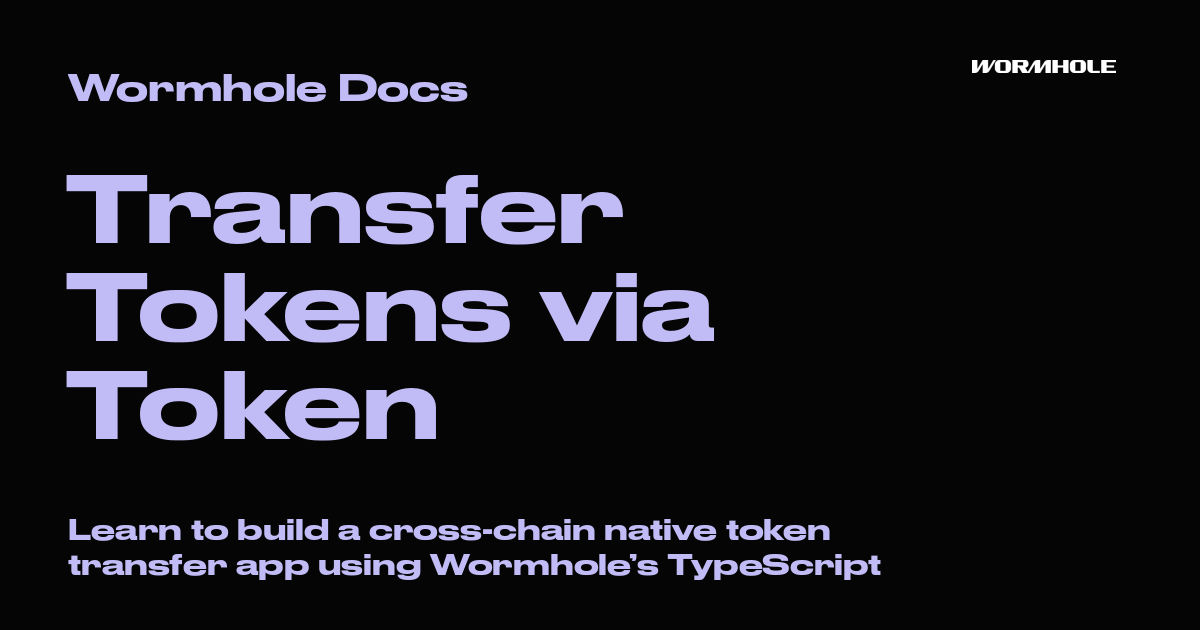 Wormhole Docs
WORMHOLE
Transfer
Tokens via
Token
Learn to build a cross-chain native token
transfer app using Wormhole’s TypeScript